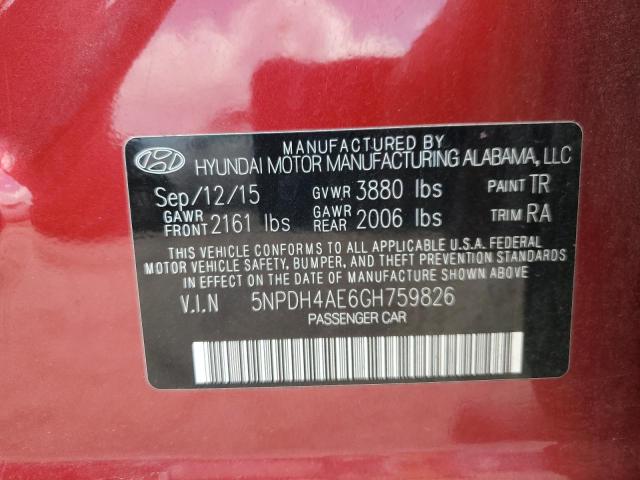 MANUFACTURED BY
HYUNDAI MOTOR MANUFACTURING ALABAMA, LLC
Sep/12/15 GVWR 3880 lbs PAINT TR
GAWR FRONT 2161 lbs GAWR REAR 2006 lbs TRIM RA
THIS VEHICLE CONFORMS TO ALL APPLICABLE U.S.A. FEDERAL
MOTOR VEHICLE SAFETY, BUMPER, AND THEFT PREVENTION STANDARDS
IN EFFECT ON THE DATE OF MANUFACTURE SHOWN ABOVE.
V.I.N 5NPDH4AE6GH759826
PASSENGER CAR